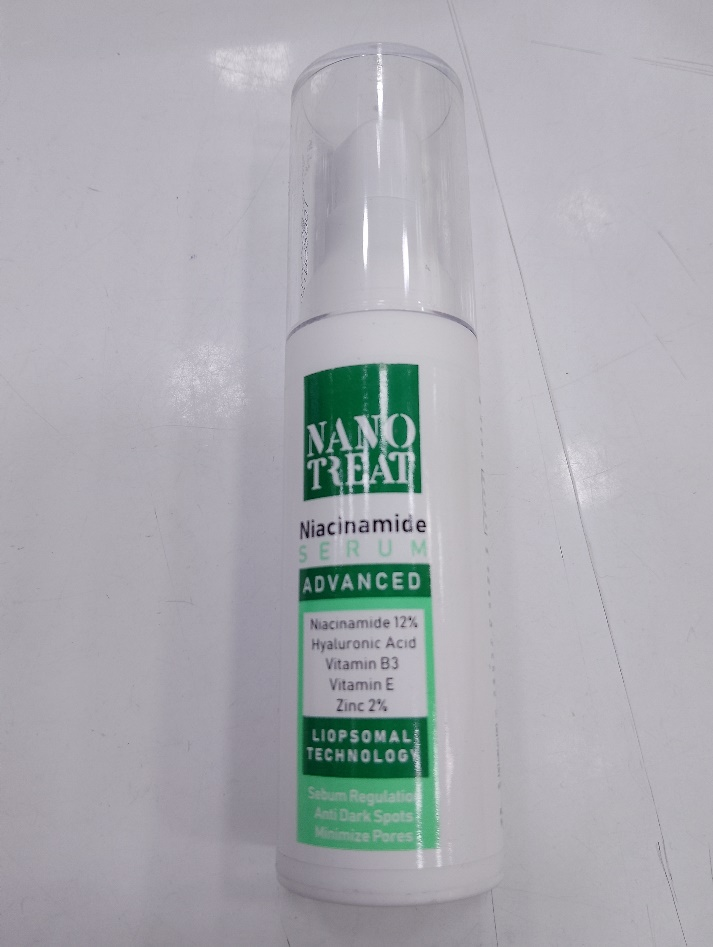 NANO
TREAT
Niacinamide
SERUM
ADVANCED
Niacinamide 12%
Hyaluronic Acid
Vitamin B3
Vitamin E
Zinc 2%
LIOPSOMAL
TECHNOLOGY
Sebum Regulation
Anti Dark Spots
Minimize Pores